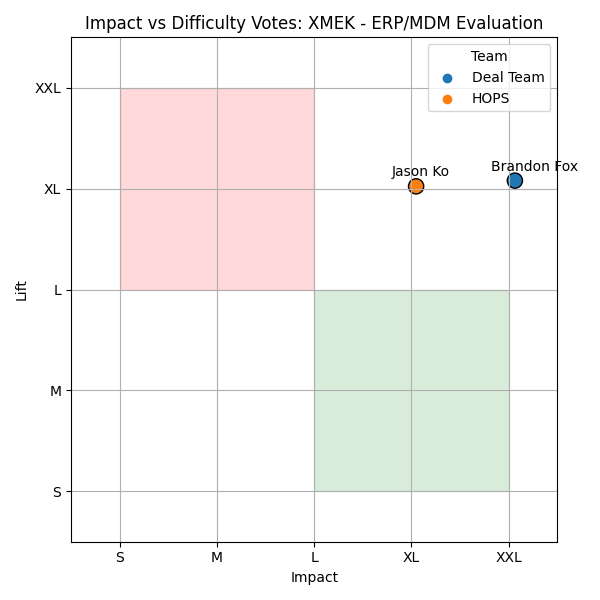 Impact vs Difficulty Votes: XMEK - ERP/MDM Evaluation
Team
Deal Team
HOPS
XXL
Jason Ko
Brandon Fox
XL
L
M
S
S
M
L
XL
XXL
Lift
Impact